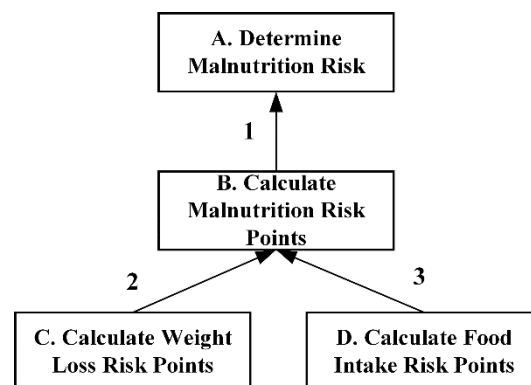 A. Determine
Malnutrition Risk
1
B. Calculate
Malnutrition Risk
Points
2
3
C. Calculate Weight
Loss Risk Points
D. Calculate Food
Intake Risk Points